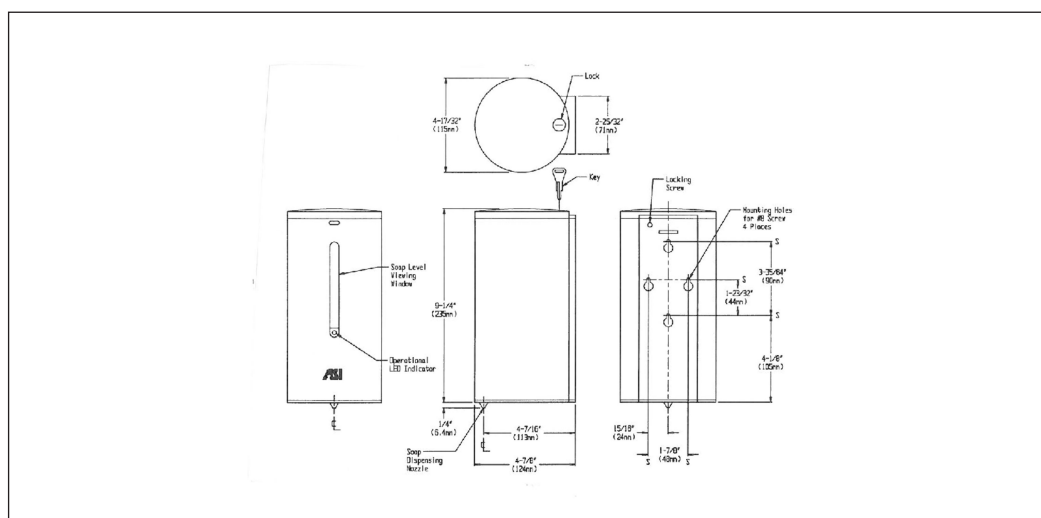 Lock
4-17/32"
(115mm)
2-25/32"
(71mm)
Key
Locking
Screw
Mounting Holes
for #8 Screw
4 Places
Soap Level
Viewing
Window
9-1/4"
(235mm)
S
3-35/64"
(90mm)
S
1-23/32"
(44mm)
S
4-1/8"
(105mm)
Operational
LED Indicator
ASI
1/4"
(6.4mm)
4-7/16"
(113mm)
15/16"
(24mm)
1-7/8"
(48mm)
S
S
Soap
Dispensing
Nozzle
4-7/8"
(124mm)